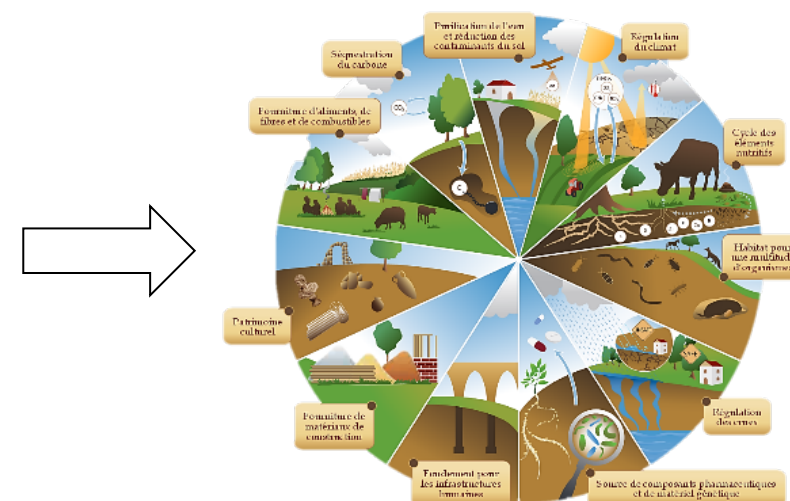 Purification de l'eau
et réduction des
contaminants du sol
Régulation
du climat
Séquestration
du carbone
CO₂
Fourniture d'aliments, de
fibres et de combustibles
Cycle des
éléments
nutritifs
C
Habitat pour
une multitude
d'organismes
Patrimoine
culturel
Régulation
des crues
Fourniture de
matériaux de
construction
Fondement pour
les infrastructures
humaines
Source de composants pharmaceutiques
et de matériel génétique